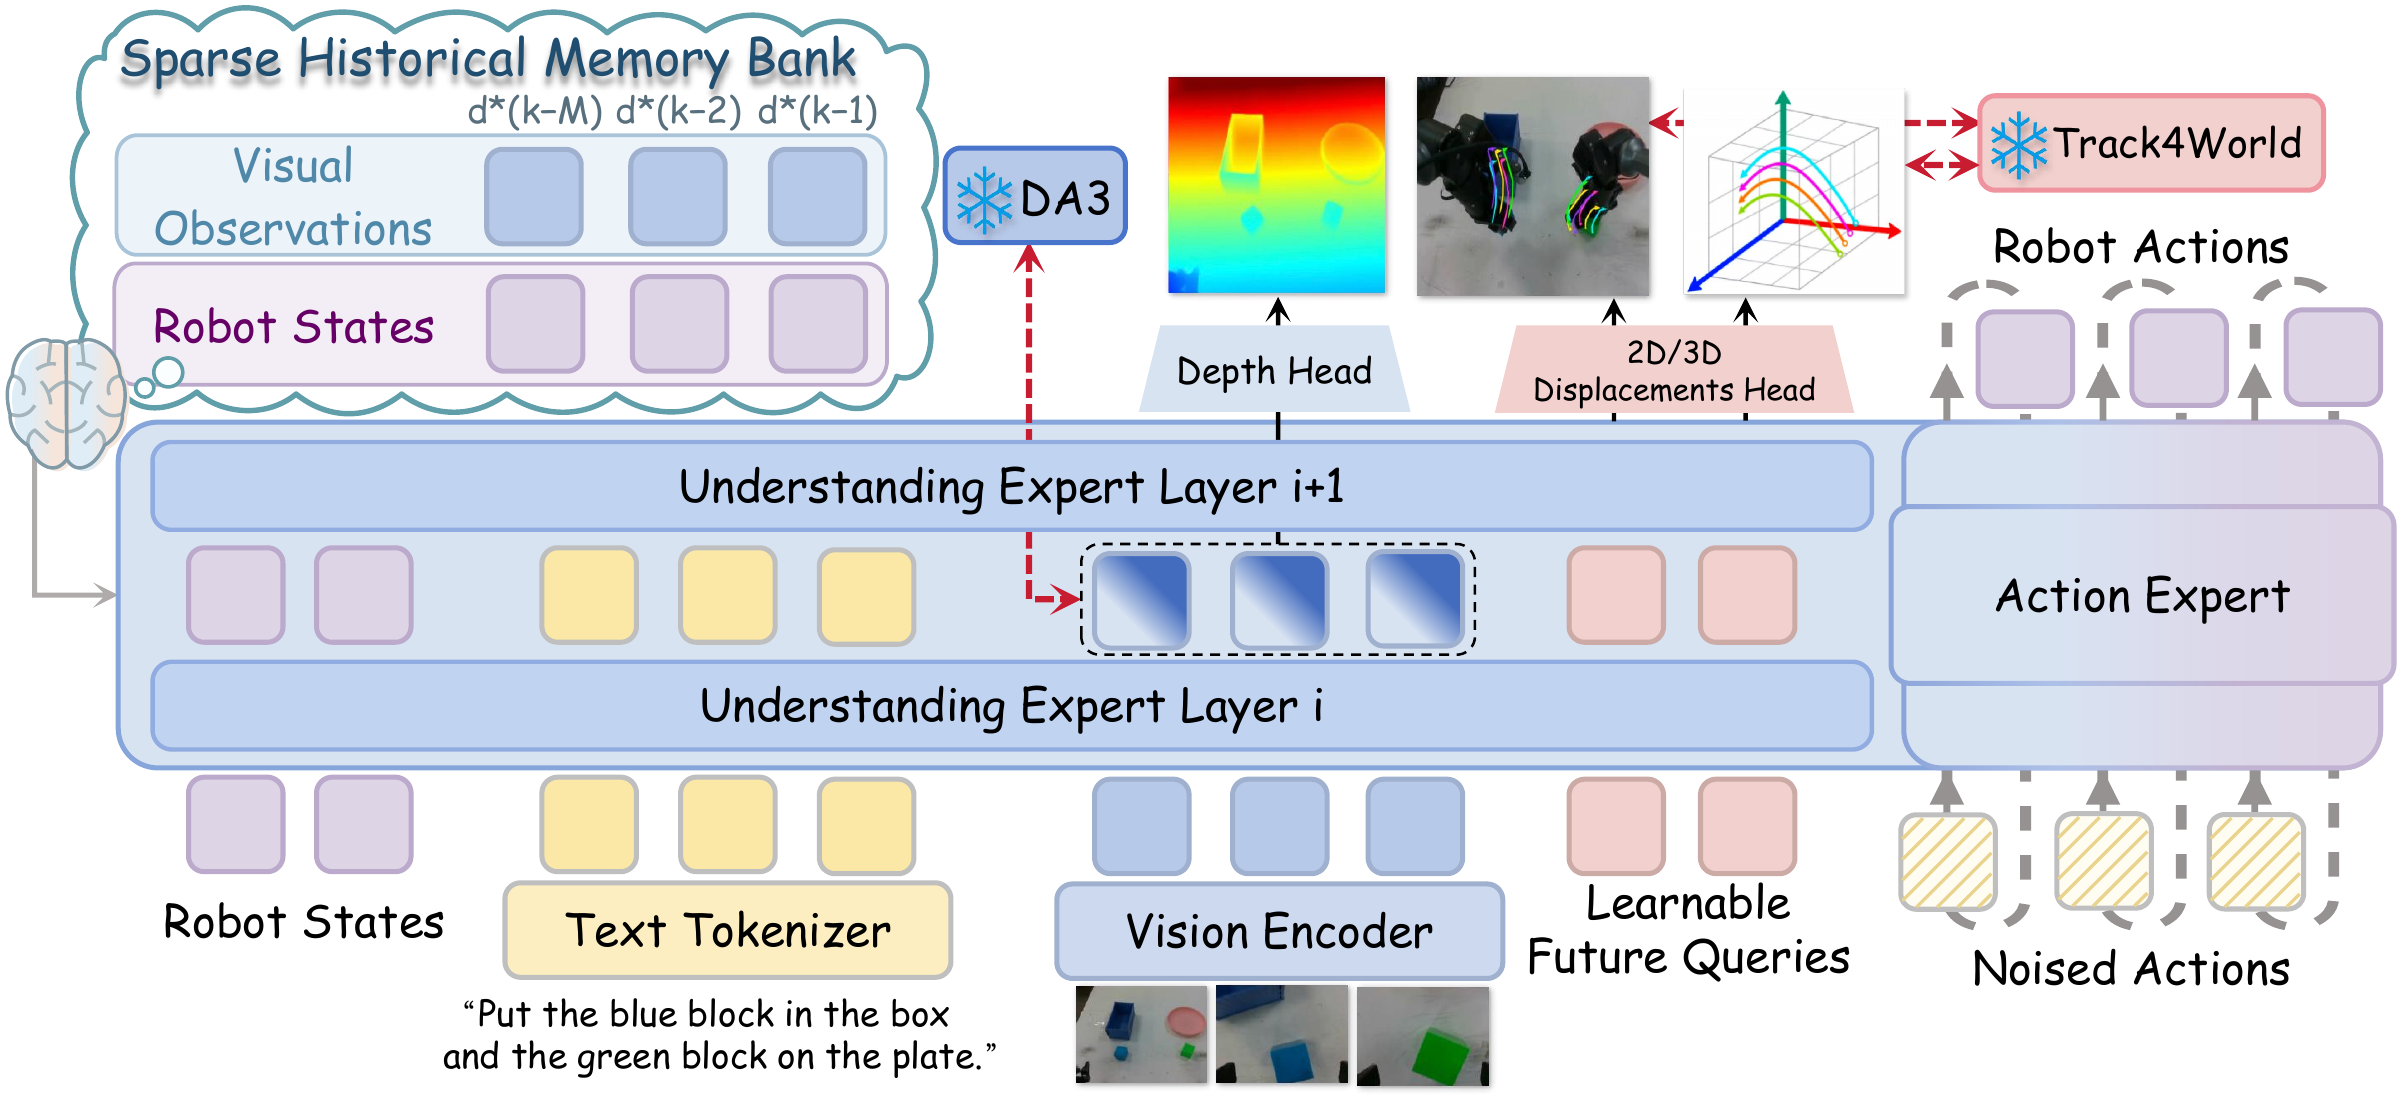 Sparse Historical Memory Bank
d*(k-M) d*(k-2) d*(k-1)
Visual
Observations
Robot States
DA3
Track4World
Robot Actions
Depth Head
2D/3D
Displacements Head
Understanding Expert Layer i+1
Action Expert
Understanding Expert Layer i
Robot States
Text Tokenizer
Vision Encoder
Learnable
Future Queries
Noised Actions
“Put the blue block in the box
and the green block on the plate.”